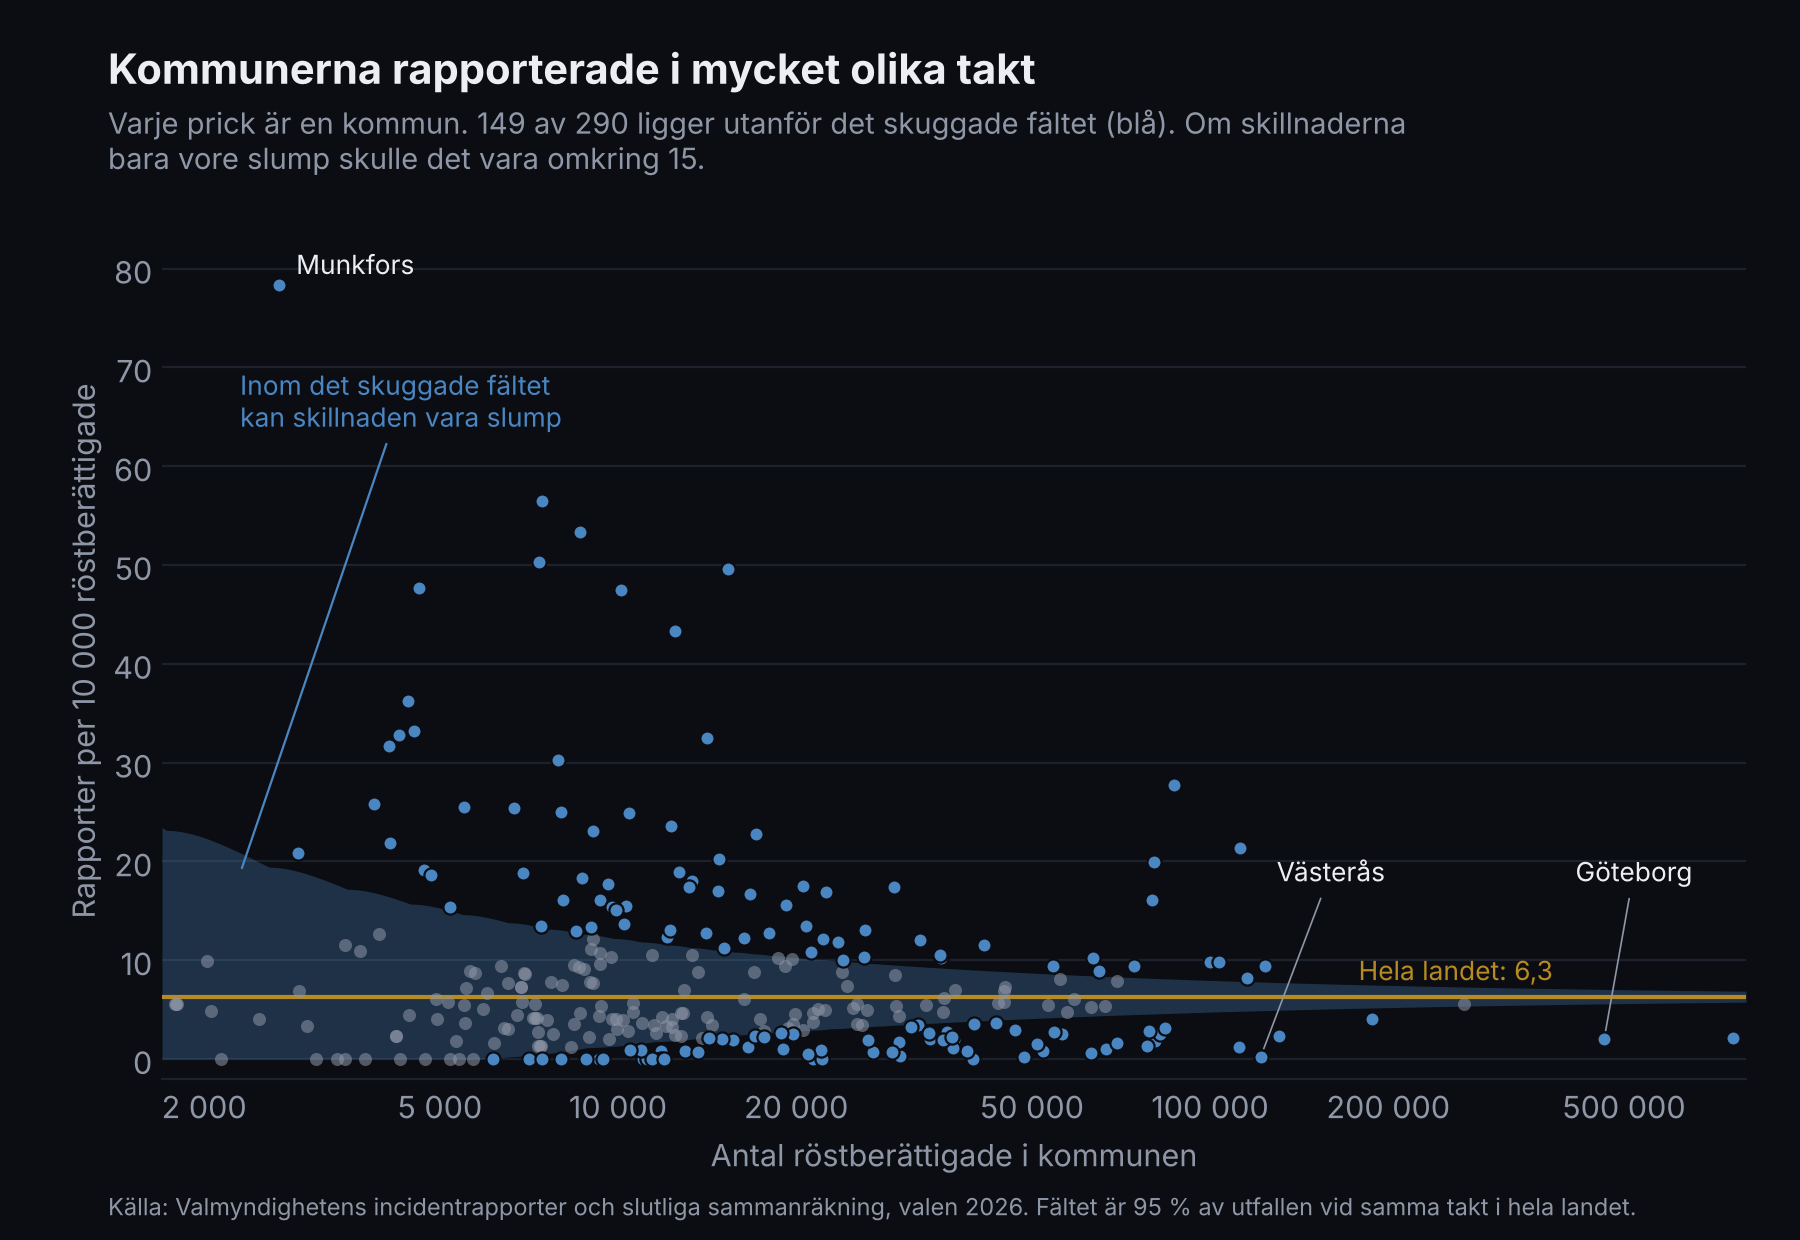 Kommunerna rapporterade i mycket olika takt
Varje prick är en kommun. 149 av 290 ligger utanför det skuggade fältet (blå). Om skillnaderna
bara vore slump skulle det vara omkring 15.
Rapporter per 10 000 röstberättigade
80
70
60
50
40
30
20
10
0
Munkfors
Inom det skuggade fältet
kan skillnaden vara slump
Västerås
Göteborg
Hela landet: 6,3
2 000
5 000
10 000
20 000
50 000
100 000
200 000
500 000
Antal röstberättigade i kommunen
Källa: Valmyndighetens incidentrapporter och slutliga sammanräkning, valen 2026. Fältet är 95 % av utfallen vid samma takt i hela landet.